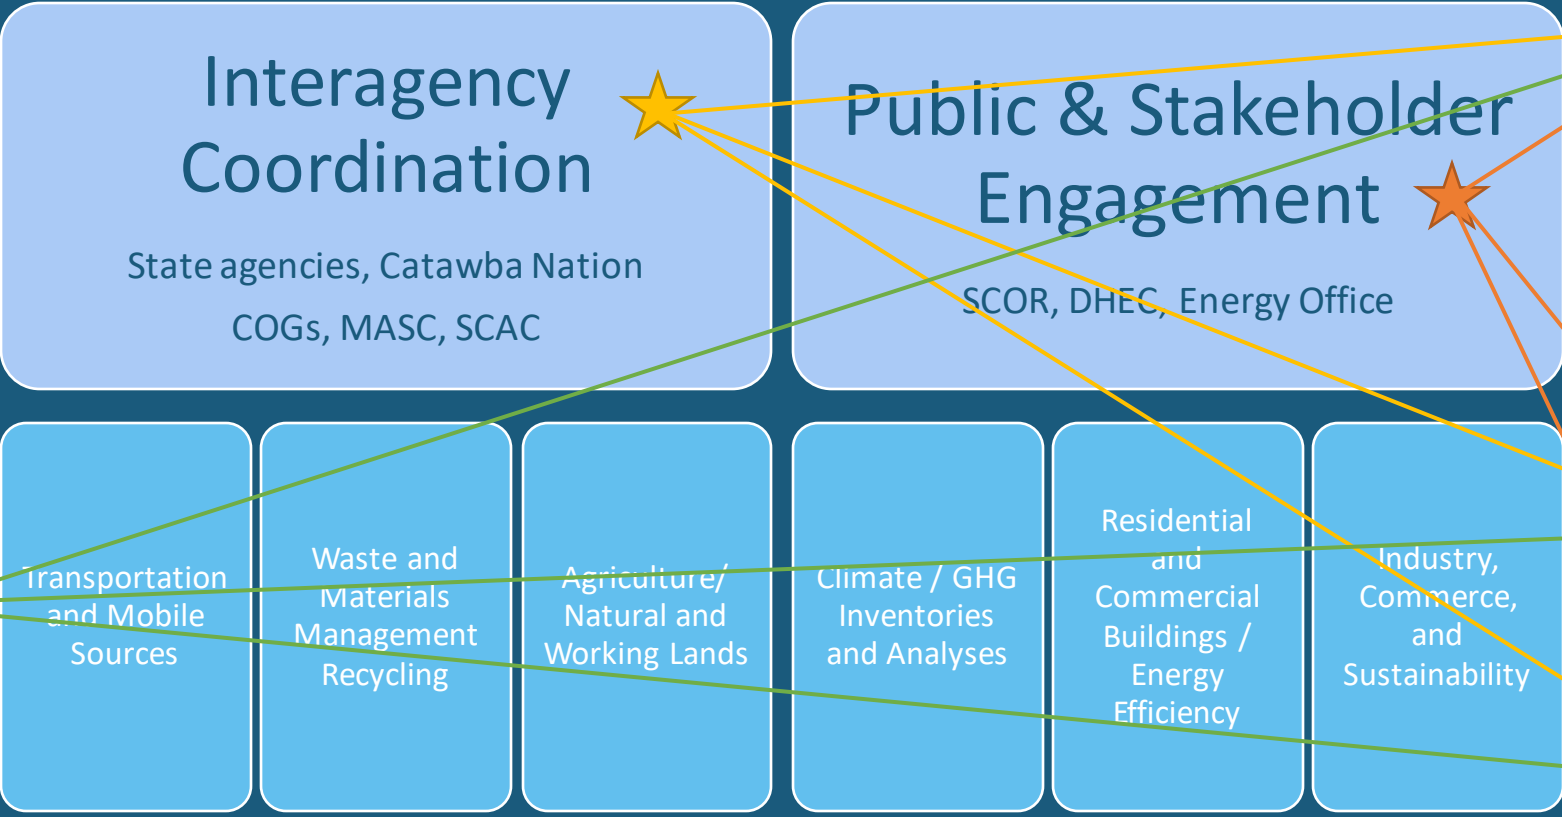 Interagency
Coordination
State agencies, Catawba Nation
COGs, MASC, SCAC
Public & Stakeholder
Engagement
SCOR, DHEC, Energy Office
Transportation
and Mobile
Sources
Waste and
Materials
Management
Recycling
Agriculture/
Natural and
Working Lands
Climate / GHG
Inventories
and Analyses
Residential
and
Commercial
Buildings /
Energy
Efficiency
Industry,
Commerce,
and
Sustainability